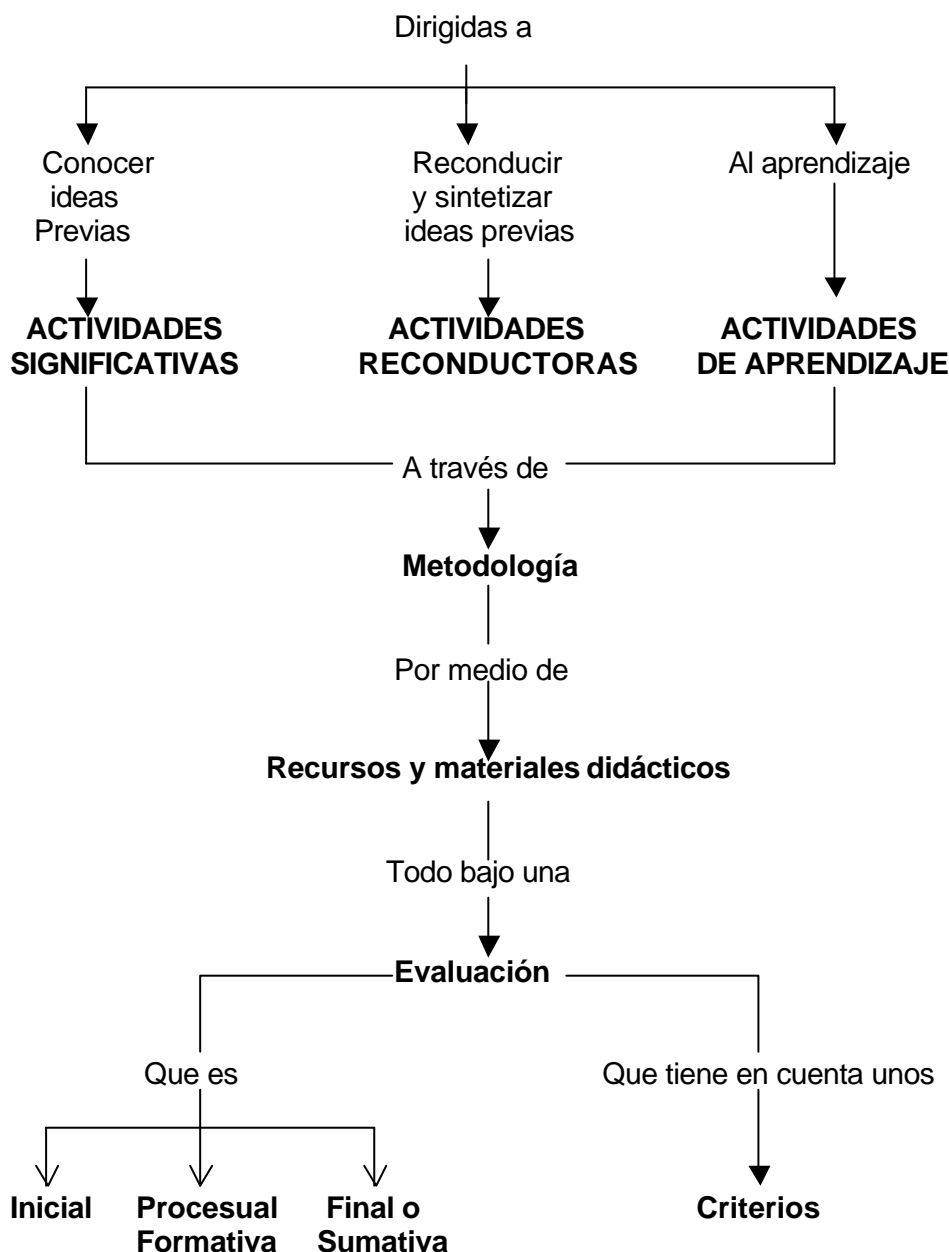 Dirigidas a
Conocer
ideas
Previas
Reconducir
y sintetizar
ideas previas
Al aprendizaje
ACTIVIDADES
SIGNIFICATIVAS
ACTIVIDADES
RECONDUCTORAS
ACTIVIDADES
DE APRENDIZAJE
A través de
Metodología
Por medio de
Recursos y materiales didácticos
Todo bajo una
Evaluación
Que es
Que tiene en cuenta unos
Inicial
Procesual
Formativa
Final o
Sumativa
Criterios